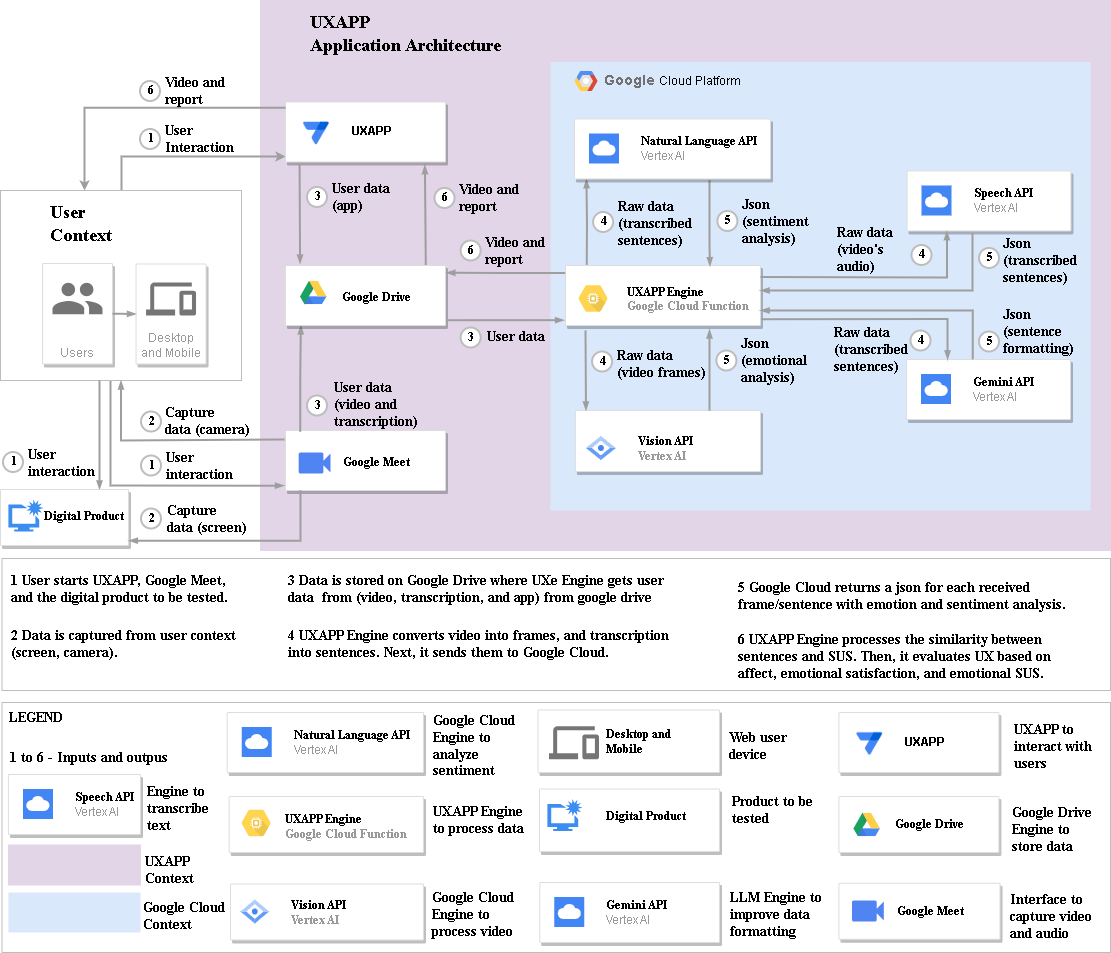 UXAPP
Application Architecture
Google Cloud Platform
6
Video and
report
1
User
Interaction
UXAPP
Natural Language API
Vertex AI
Speech API
Vertex AI
User
Context
3
User data
(app)
6
Video and
report
4
Raw data
(transcribed
sentences)
5
Json
(sentiment
analysis)
Raw data
(video's
audio)
4
5
Json
(transcribed
sentences)
6
Video and
report
Users
Desktop
and Mobile
Google Drive
UXAPP Engine
Google Cloud Function
3
User data
4
Raw data
(video frames)
5
Json
(emotional
analysis)
Raw data
(transcribed
sentences)
4
5
Json
(sentence
formatting)
Gemini API
Vertex AI
3
User data
(video and
transcription)
2
Capture
data (camera)
1
User
interaction
1
User
interaction
Google Meet
Vision API
Vertex AI
Digital Product
2
Capture
data (screen)
1 User starts UXAPP, Google Meet,
and the digital product to be tested.
2 Data is captured from user context
(screen, camera).
3 Data is stored on Google Drive where UXe Engine gets user
data from (video, transcription, and app) from google drive
4 UXAPP Engine converts video into frames, and transcription
into sentences. Next, it sends them to Google Cloud.
5 Google Cloud returns a json for each received
frame/sentence with emotion and sentiment analysis.
6 UXAPP Engine processes the similarity between
sentences and SUS. Then, it evaluates UX based on
affect, emotional satisfaction, and emotional SUS.
LEGEND
1 to 6 - Inputs and outpus
Speech API
Vertex AI
Engine to
transcribe
text
UXAPP
Context
Google Cloud
Context
Natural Language API
Vertex AI
Google Cloud
Engine to
analyze
sentiment
UXAPP Engine
Google Cloud Function
UXAPP Engine
to process data
Vision API
Vertex AI
Google Cloud
Engine to
process video
Desktop and
Mobile
Web user
device
Digital Product
Product to be
tested
Gemini API
Vertex AI
LLM Engine to
improve data
formatting
UXAPP
UXAPP to
interact with
users
Google Drive
Google Drive
Engine to
store data
Google Meet
Interface to
capture video
and audio